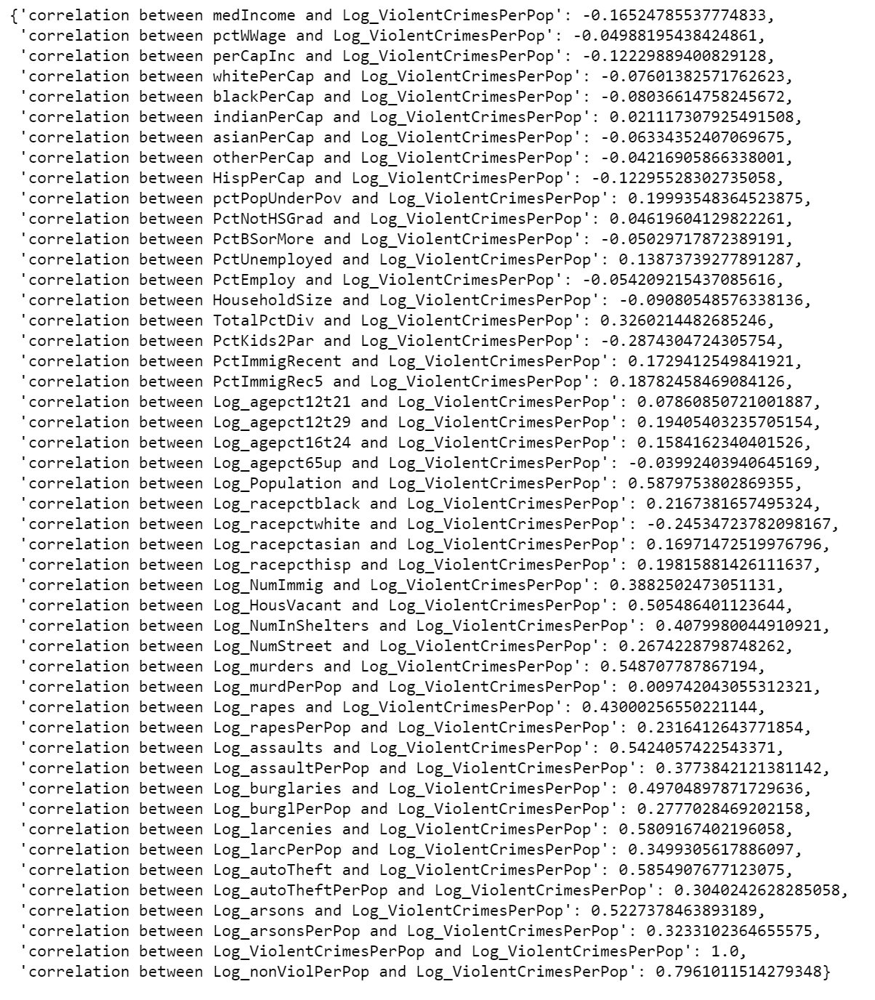 {'correlation between medIncome and Log_ViolentCrimesPerPop': -0.16524785537774833,
'correlation between pctWWage and Log_ViolentCrimesPerPop': -0.04988195438424861,
'correlation between perCapInc and Log_ViolentCrimesPerPop': -0.12229889400829128,
'correlation between whitePerCap and Log_ViolentCrimesPerPop': -0.07601382571762623,
'correlation between blackPerCap and Log_ViolentCrimesPerPop': -0.08036614758245672,
'correlation between indianPerCap and Log_ViolentCrimesPerPop': 0.021117307925491508,
'correlation between asianPerCap and Log_ViolentCrimesPerPop': -0.06334352407069675,
'correlation between otherPerCap and Log_ViolentCrimesPerPop': -0.04216905866338001,
'correlation between HispPerCap and Log_ViolentCrimesPerPop': -0.12295528302735058,
'correlation between pctPopUnderPov and Log_ViolentCrimesPerPop': 0.19993548364523875,
'correlation between PctNotHSGrad and Log_ViolentCrimesPerPop': 0.04619604129822261,
'correlation between PctBSorMore and Log_ViolentCrimesPerPop': -0.05029717872389191,
'correlation between PctUnemployed and Log_ViolentCrimesPerPop': 0.13873739277891287,
'correlation between PctEmploy and Log_ViolentCrimesPerPop': -0.054209215437085616,
'correlation between HouseholdSize and Log_ViolentCrimesPerPop': -0.09080548576338136,
'correlation between TotalPctDiv and Log_ViolentCrimesPerPop': 0.3260214482685246,
'correlation between PctKids2Par and Log_ViolentCrimesPerPop': -0.2874304724305754,
'correlation between PctImmigRecent and Log_ViolentCrimesPerPop': 0.1729412549841921,
'correlation between PctImmigRec5 and Log_ViolentCrimesPerPop': 0.18782458469084126,
'correlation between Log_agepct12t21 and Log_ViolentCrimesPerPop': 0.07860850721001887,
'correlation between Log_agepct12t29 and Log_ViolentCrimesPerPop': 0.19405403235705154,
'correlation between Log_agepct16t24 and Log_ViolentCrimesPerPop': 0.1584162340401526,
'correlation between Log_agepct65up and Log_ViolentCrimesPerPop': -0.03992403940645169,
'correlation between Log_Population and Log_ViolentCrimesPerPop': 0.5879753802869355,
'correlation between Log_racepctblack and Log_ViolentCrimesPerPop': 0.2167381657495324,
'correlation between Log_racepctwhite and Log_ViolentCrimesPerPop': -0.24534723782098167,
'correlation between Log_racepctasian and Log_ViolentCrimesPerPop': 0.16971472519976796,
'correlation between Log_racepcthisp and Log_ViolentCrimesPerPop': 0.19815881426111637,
'correlation between Log_NumImmig and Log_ViolentCrimesPerPop': 0.3882502473051131,
'correlation between Log_HousVacant and Log_ViolentCrimesPerPop': 0.505486401123644,
'correlation between Log_NumInShelters and Log_ViolentCrimesPerPop': 0.4079980044910921,
'correlation between Log_NumStreet and Log_ViolentCrimesPerPop': 0.2674228798748262,
'correlation between Log_murders and Log_ViolentCrimesPerPop': 0.548707787867194,
'correlation between Log_murdPerPop and Log_ViolentCrimesPerPop': 0.009742043055312321,
'correlation between Log_rapes and Log_ViolentCrimesPerPop': 0.43000256550221144,
'correlation between Log_rapesPerPop and Log_ViolentCrimesPerPop': 0.2316412643771854,
'correlation between Log_assaults and Log_ViolentCrimesPerPop': 0.5424057422543371,
'correlation between Log_assaultPerPop and Log_ViolentCrimesPerPop': 0.3773842121381142,
'correlation between Log_burglaries and Log_ViolentCrimesPerPop': 0.49704897871729636,
'correlation between Log_burglPerPop and Log_ViolentCrimesPerPop': 0.2777028469202158,
'correlation between Log_larcenies and Log_ViolentCrimesPerPop': 0.5809167402196058,
'correlation between Log_larcPerPop and Log_ViolentCrimesPerPop': 0.3499305617886097,
'correlation between Log_autoTheft and Log_ViolentCrimesPerPop': 0.5854907677123075,
'correlation between Log_autoTheftPerPop and Log_ViolentCrimesPerPop': 0.3040242628285058,
'correlation between Log_arsons and Log_ViolentCrimesPerPop': 0.5227378463893189,
'correlation between Log_arsonsPerPop and Log_ViolentCrimesPerPop': 0.3233102364655575,
'correlation between Log_ViolentCrimesPerPop and Log_ViolentCrimesPerPop': 1.0,
'correlation between Log_nonViolPerPop and Log_ViolentCrimesPerPop': 0.7961011514279348}